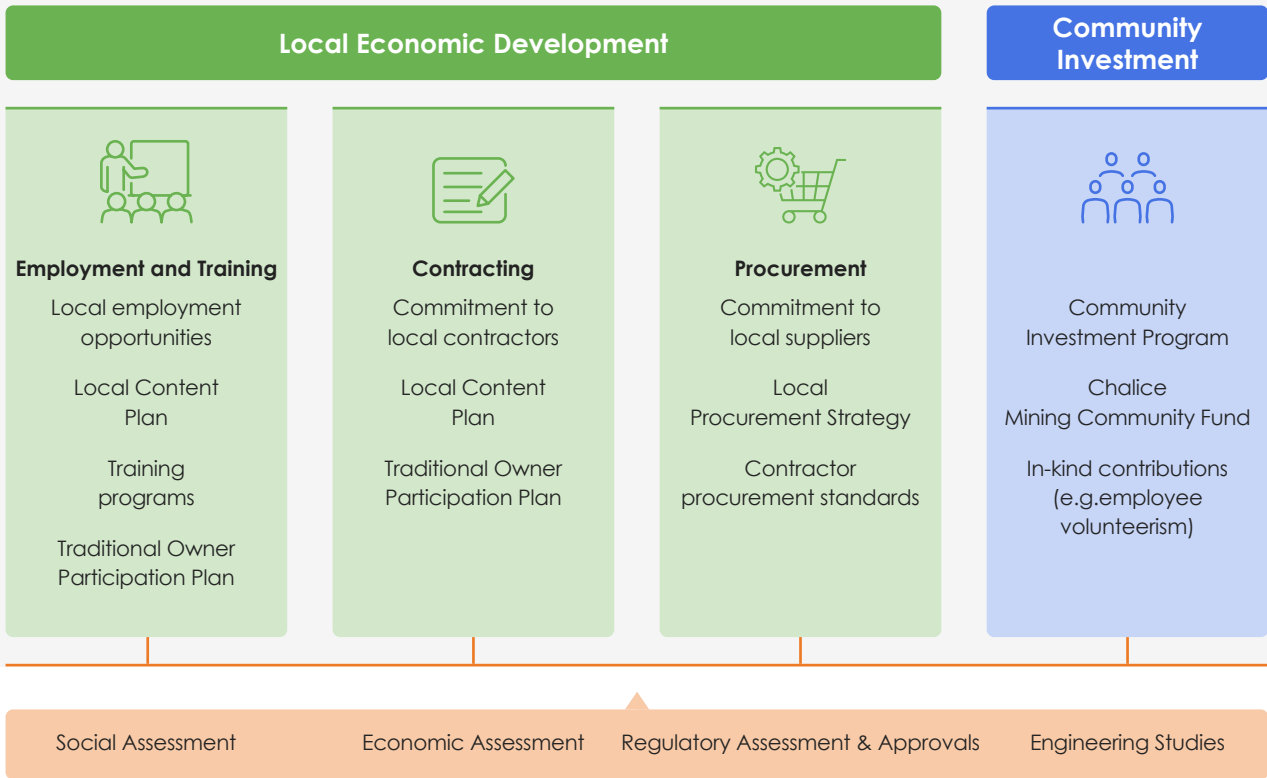 Local Economic Development
Community
Investment
Employment and Training
Local employment
opportunities
Local Content
Plan
Training
programs
Traditional Owner
Participation Plan
Contracting
Commitment to
local contractors
Local Content
Plan
Traditional Owner
Participation Plan
Procurement
Commitment to
local suppliers
Local
Procurement Strategy
Contractor
procurement standards
Community
Investment Program
Chalice
Mining Community Fund
In-kind contributions
(e.g.employee
volunteerism)
Social Assessment
Economic Assessment
Regulatory Assessment & Approvals
Engineering Studies